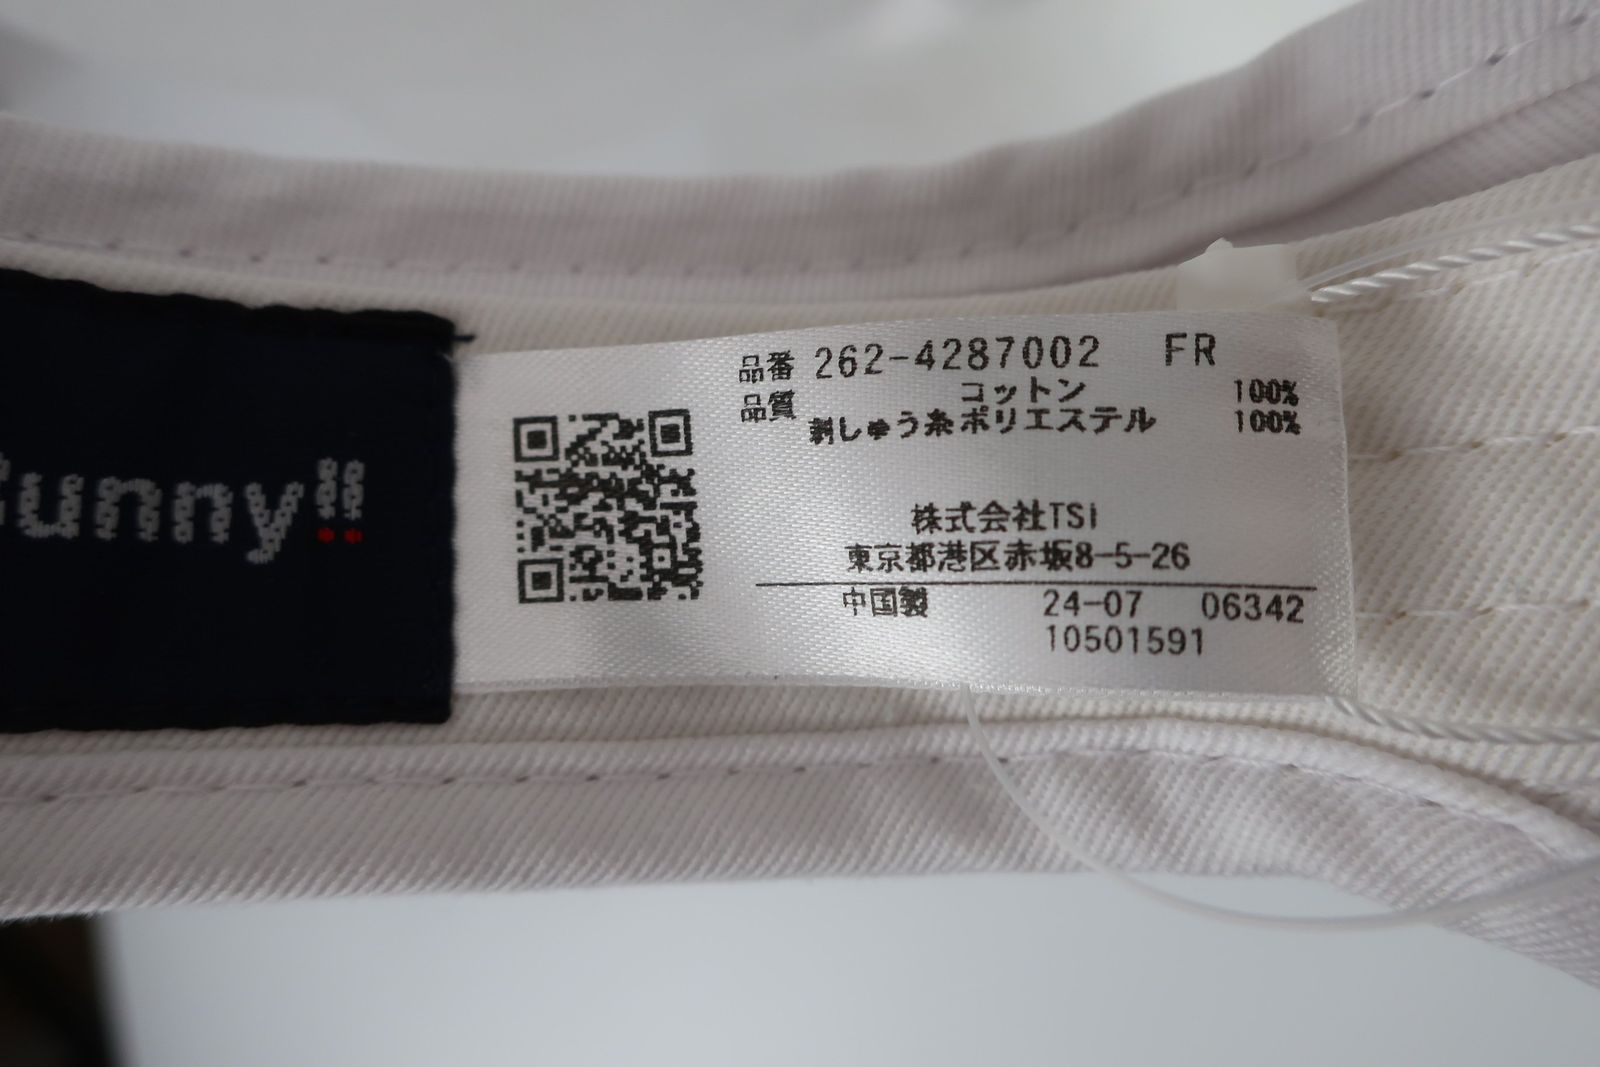 unny!!
品番 262-4287002 FR
品質 コットン 100%
刺しゅう糸ポリエステル 100%
株式会社TSI
東京都港区赤坂8-5-26
中国製 24-07 06342
10501591